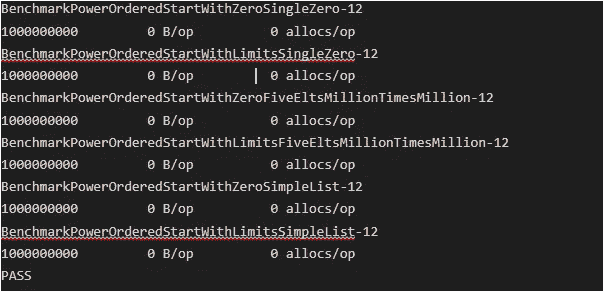 BenchmarkPowerOrderedStartWithZeroSingleZero-12
1000000000 0 B/op 0 allocs/op
BenchmarkPowerOrderedStartWithLimitsSingleZero-12
1000000000 0 B/op 0 allocs/op
BenchmarkPowerOrderedStartWithZeroFiveEltsMillionTimesMillion-12
1000000000 0 B/op 0 allocs/op
BenchmarkPowerOrderedStartWithLimitsFiveEltsMillionTimesMillion-12
1000000000 0 B/op 0 allocs/op
BenchmarkPowerOrderedStartWithZeroSimpleList-12
1000000000 0 B/op 0 allocs/op
BenchmarkPowerOrderedStartWithLimitsSimpleList-12
1000000000 0 B/op 0 allocs/op
PASS